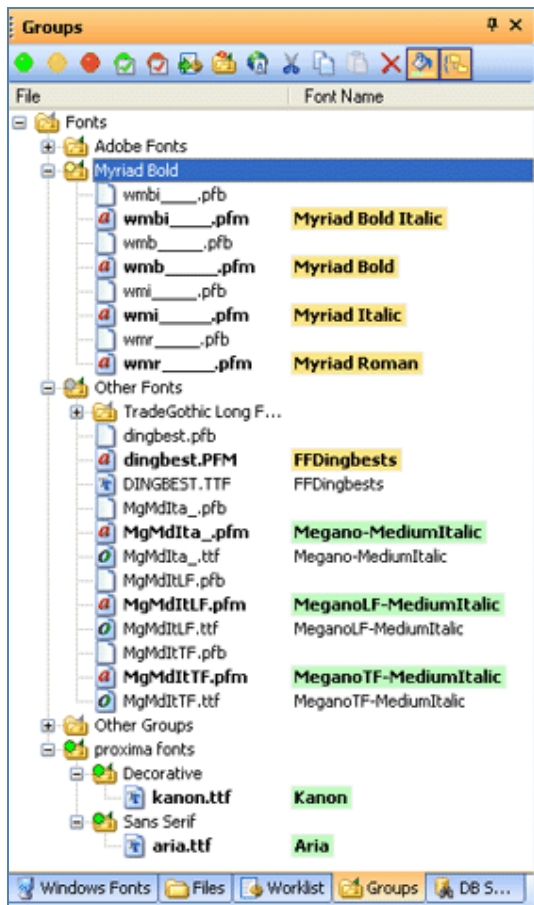 Groups
File Font Name
Fonts
Adobe Fonts
Myriad Bold
wmbi____.pfb
wmbi____.pfm Myriad Bold Italic
wmb_____.pfb
wmb_____.pfm Myriad Bold
wmi_____.pfb
wmi_____.pfm Myriad Italic
wmr_____.pfb
wmr_____.pfm Myriad Roman
Other Fonts
TradeGothic Long F...
dingbest.pfb
dingbest.PFM FFDingbests
DINGBEST.TTF FFDingbests
MgMdIta_.pfb
MgMdIta_.pfm Megano-MediumItalic
MgMdIta_.ttf Megano-MediumItalic
MgMdItLF.pfb
MgMdItLF.pfm MeganoLF-MediumItalic
MgMdItLF.ttf MeganoLF-MediumItalic
MgMdItTF.pfb
MgMdItTF.pfm MeganoTF-MediumItalic
MgMdItTF.ttf MeganoTF-MediumItalic
Other Groups
proxima fonts
Decorative
kanon.ttf Kanon
Sans Serif
aria.ttf Aria
Windows Fonts Files Worklist Groups DB S...